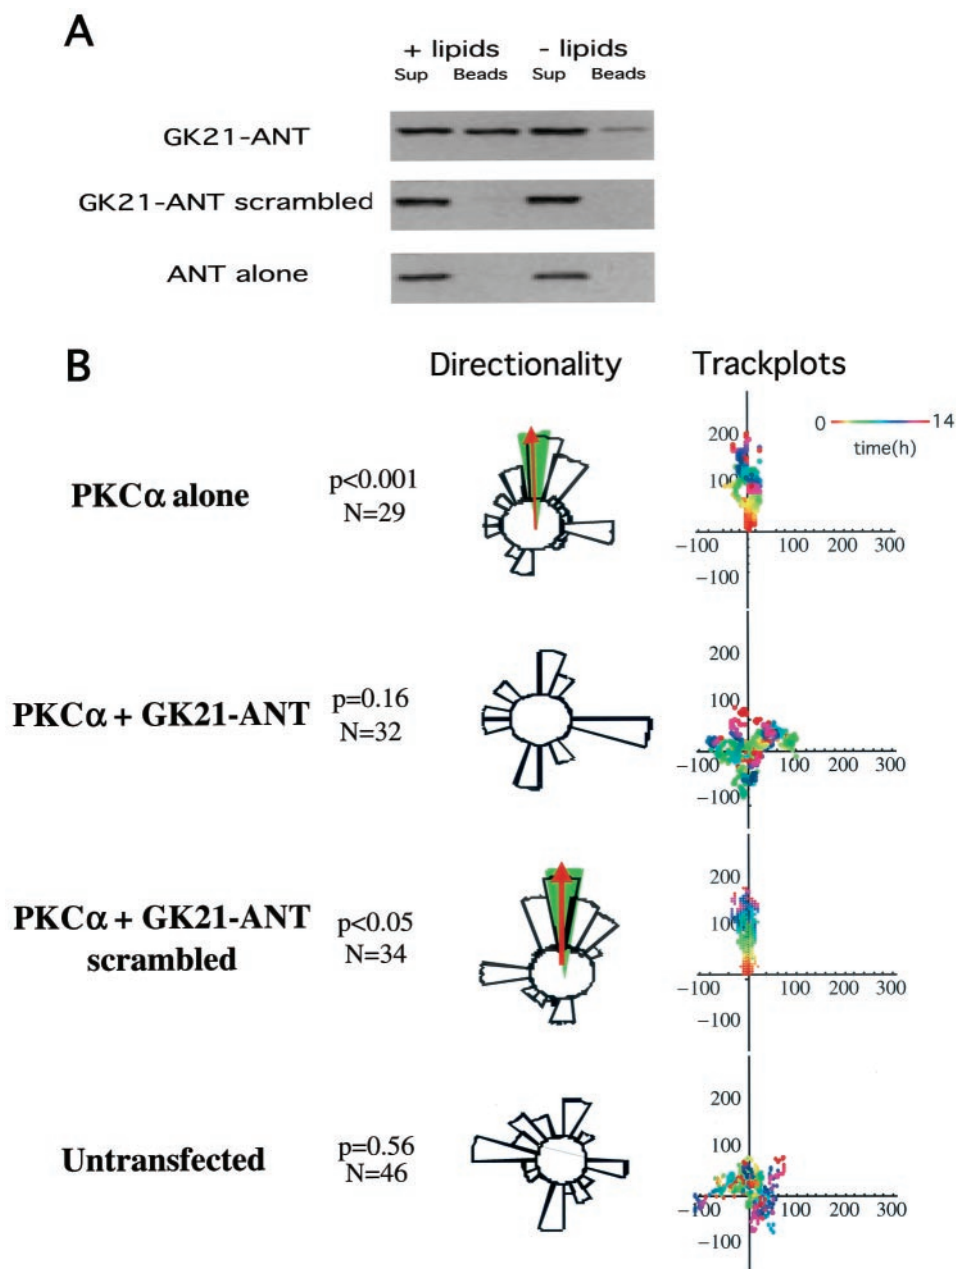 A
+ lipids - lipids
Sup Beads Sup Beads
GK21-ANT
GK21-ANT scrambled
ANT alone
B
Directionality Trackplots
PKCα alone
p<0.001
N=29
200
100
-100 100 200 300
-100
0 14
time(h)
PKCα + GK21-ANT
p=0.16
N=32
200
100
-100 100 200 300
-100
PKCα + GK21-ANT
scrambled
p<0.05
N=34
200
100
-100 100 200 300
-100
Untransfected
p=0.56
N=46
200
100
-100 100 200 300
-100